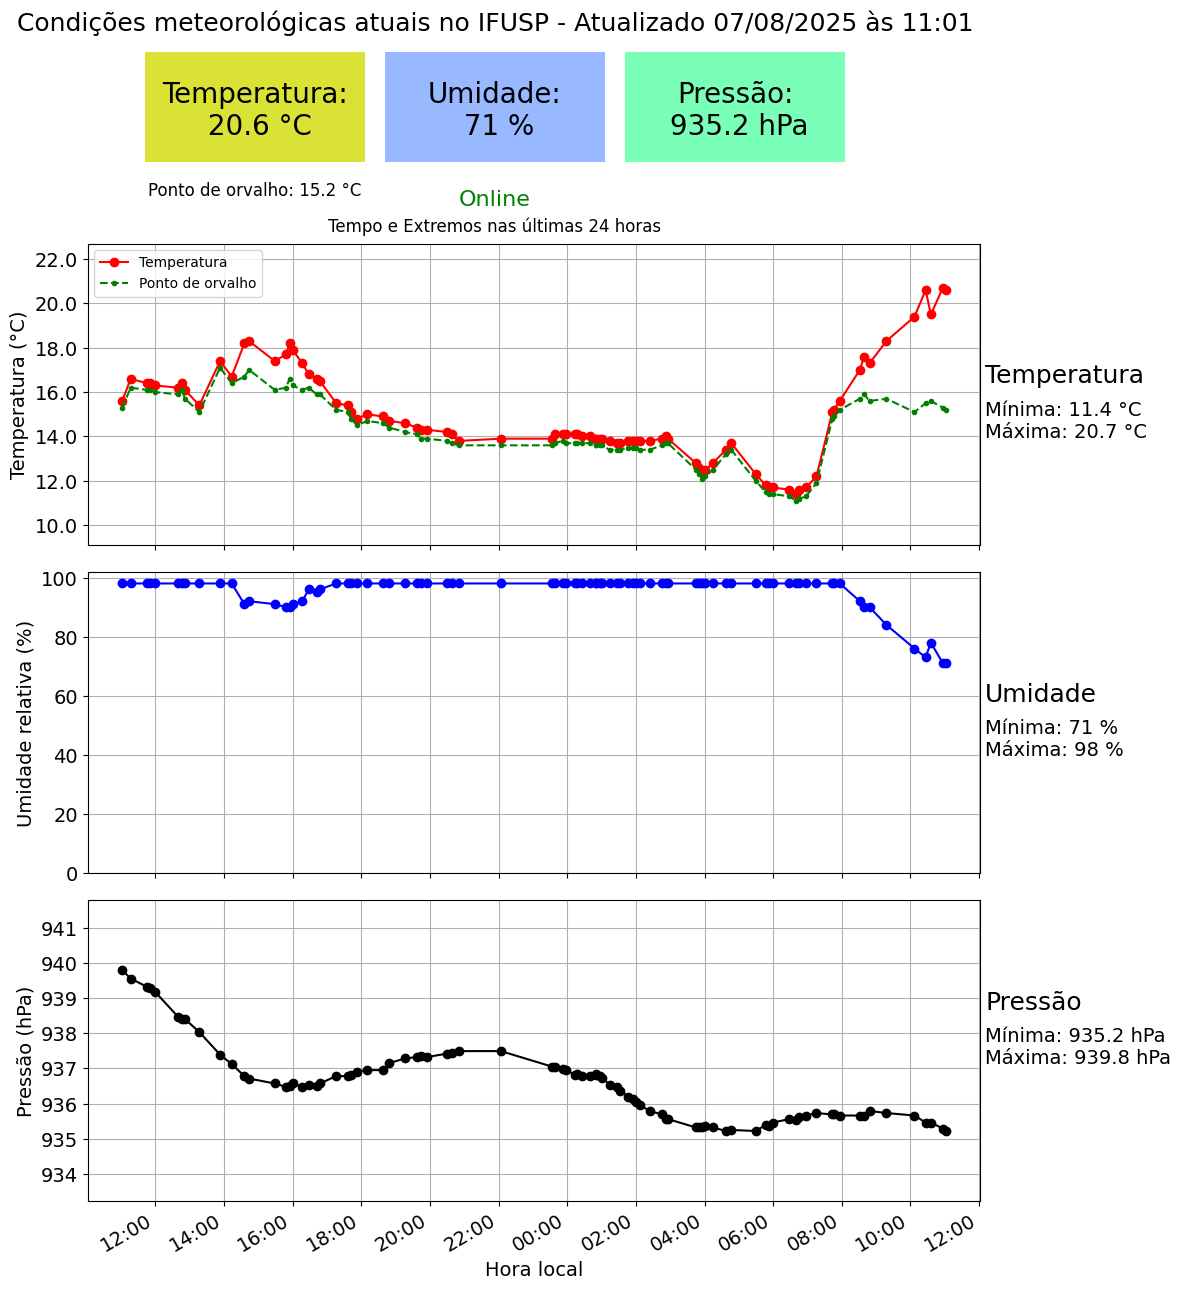 Condições meteorológicas atuais no IFUSP - Atualizado 07/08/2025 às 11:01
Temperatura:
20.6 °C
Umidade:
71 %
Pressão:
935.2 hPa
Ponto de orvalho: 15.2 °C
Online
Tempo e Extremos nas últimas 24 horas
Temperatura (°C)
22.0
20.0
18.0
16.0
14.0
12.0
10.0
Temperatura
Ponto de orvalho
Temperatura
Mínima: 11.4 °C
Máxima: 20.7 °C
Umidade relativa (%)
100
80
60
40
20
0
Umidade
Mínima: 71 %
Máxima: 98 %
Pressão (hPa)
941
940
939
938
937
936
935
934
Pressão
Mínima: 935.2 hPa
Máxima: 939.8 hPa
12:00 14:00 16:00 18:00 20:00 22:00 00:00 02:00 04:00 06:00 08:00 10:00 12:00
Hora local